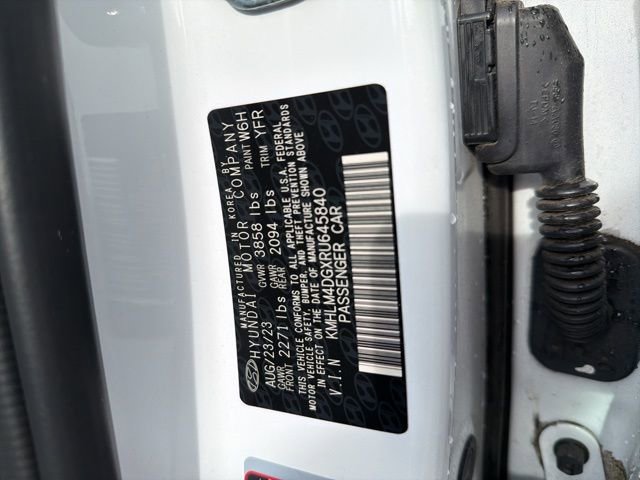 MANUFACTURED IN KOREA BY
HYUNDAI MOTOR COMPANY
AUG/23/23 GVWR 3858 lbs PAINT W6H
GAWR FRONT 2271 lbs GAWR REAR 2094 lbs TRIM YFR
THIS VEHICLE CONFORMS TO ALL APPLICABLE U.S.A. FEDERAL
MOTOR VEHICLE SAFETY, BUMPER, AND THEFT PREVENTION STANDARDS
IN EFFECT ON THE DATE OF MANUFACTURE SHOWN ABOVE
V.I.N KMHLM4DGXRU645840
PASSENGER CAR